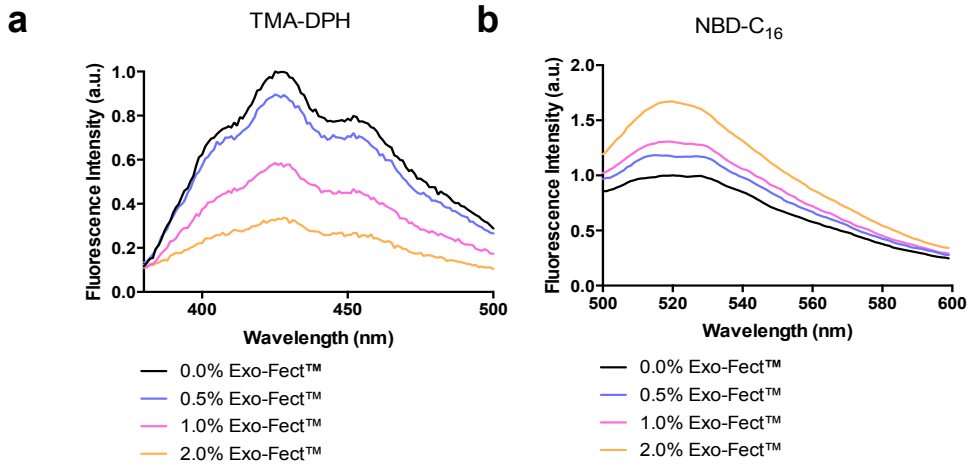 a
TMA-DPH
Fluorescence Intensity (a.u.)
1.0
0.8
0.6
0.4
0.2
0.0
400
450
500
Wavelength (nm)
0.0% Exo-Fect™
0.5% Exo-Fect™
1.0% Exo-Fect™
2.0% Exo-Fect™
b
NBD-C₁₆
Fluorescence Intensity (a.u.)
2.0
1.5
1.0
0.5
0.0
500
520
540
560
580
600
Wavelength (nm)
0.0% Exo-Fect™
0.5% Exo-Fect™
1.0% Exo-Fect™
2.0% Exo-Fect™